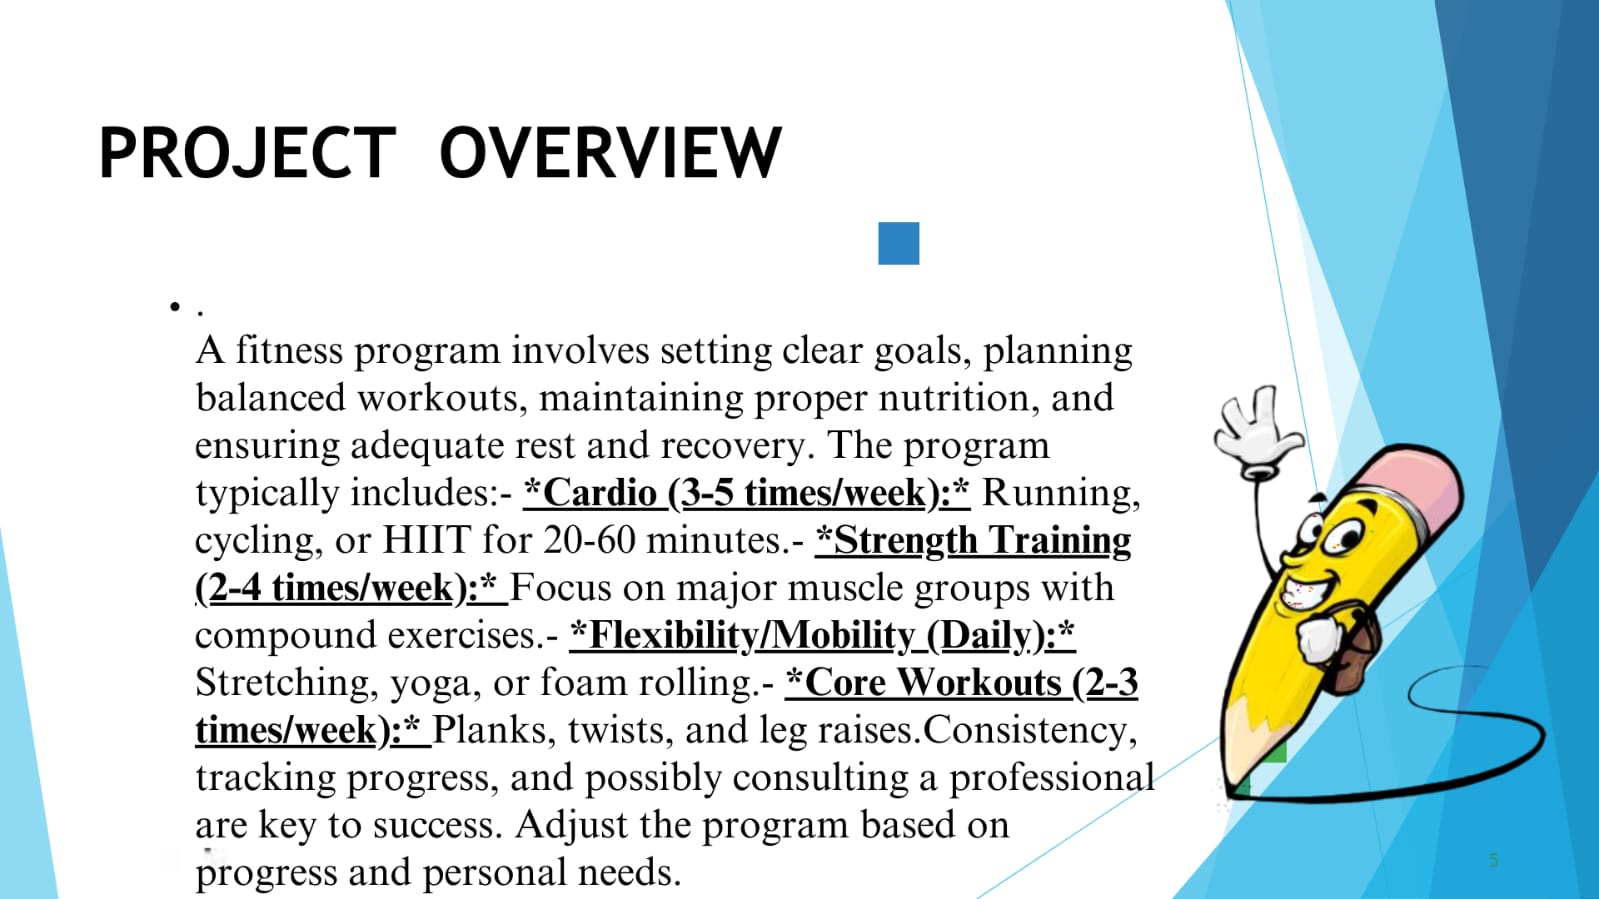 PROJECT OVERVIEW
• .
A fitness program involves setting clear goals, planning
balanced workouts, maintaining proper nutrition, and
ensuring adequate rest and recovery. The program
typically includes:- *Cardio (3-5 times/week):* Running,
cycling, or HIIT for 20-60 minutes.- *Strength Training
(2-4 times/week):* Focus on major muscle groups with
compound exercises.- *Flexibility/Mobility (Daily):*
Stretching, yoga, or foam rolling.- *Core Workouts (2-3
times/week):* Planks, twists, and leg raises.Consistency,
tracking progress, and possibly consulting a professional
are key to success. Adjust the program based on
progress and personal needs.
5